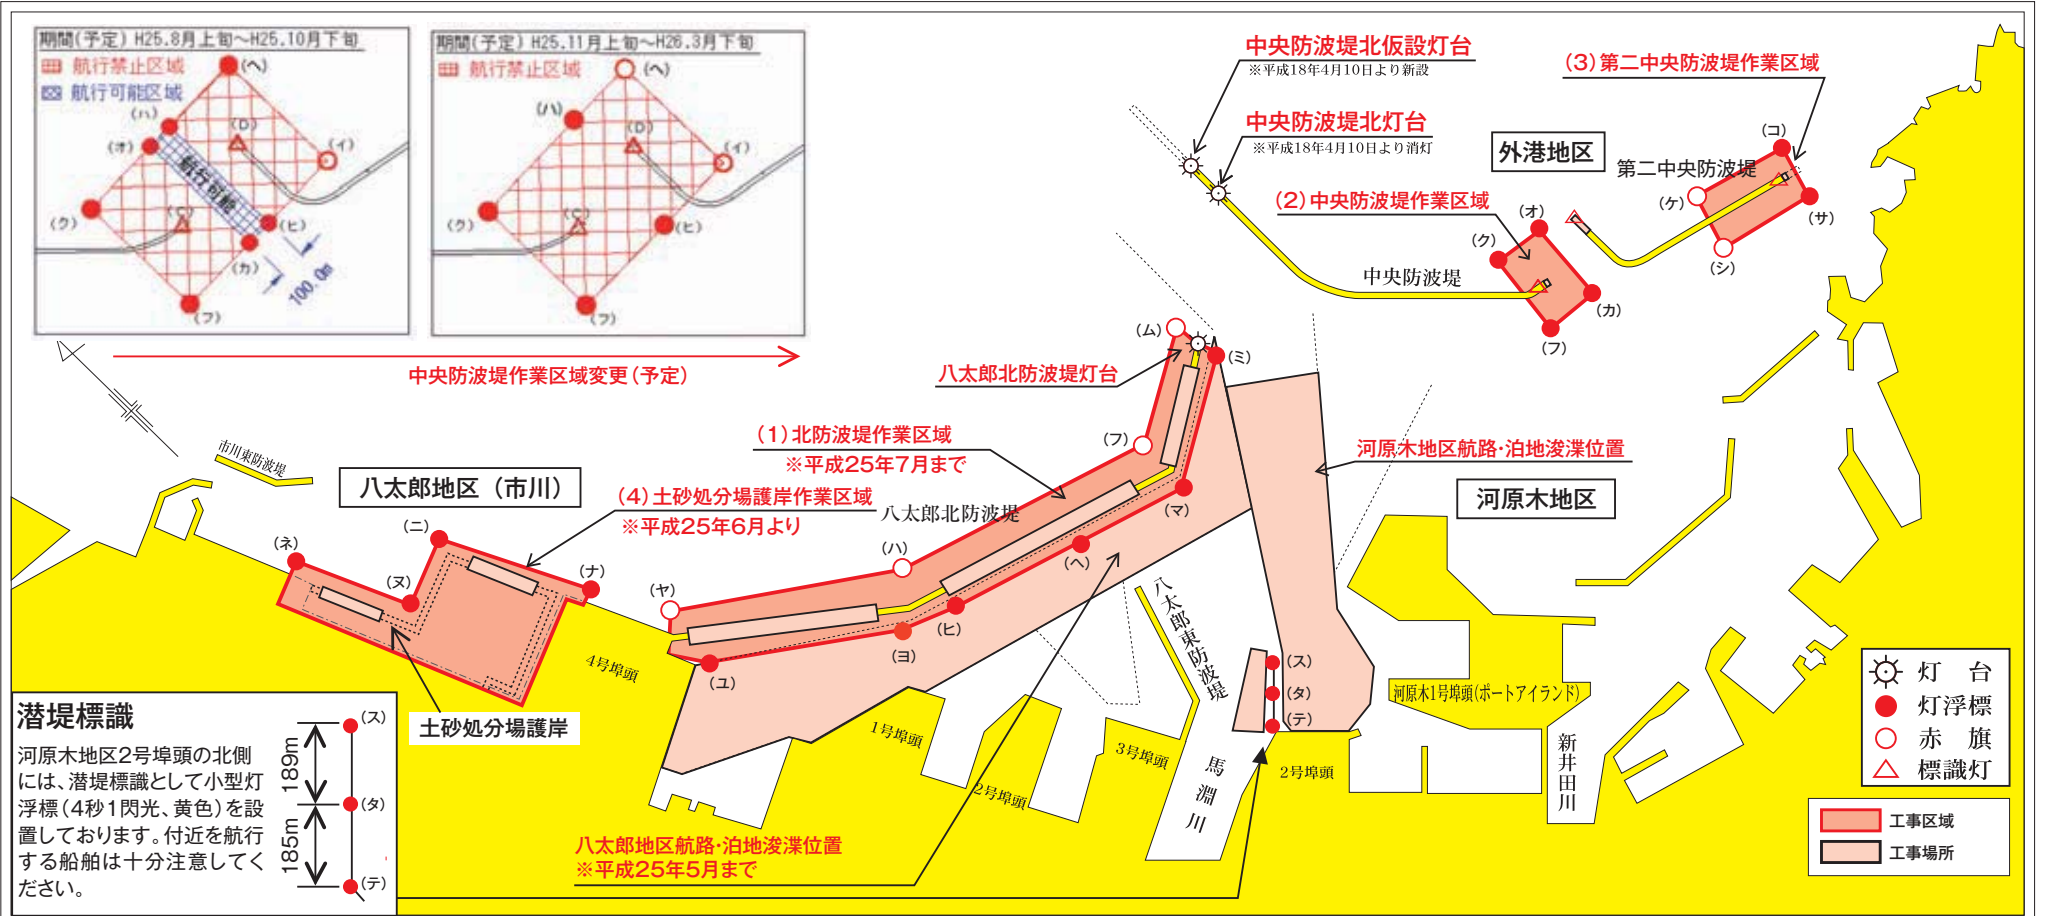 期間(予定) H25.8月上旬～H25.10月下旬
航行禁止区域
航行可能区域
(ヘ)
(ハ)
(D)
(オ)
(イ)
航行可能
(ク)
(C)
(ヒ)
(カ)
100.0m
(フ)
期間(予定) H25.11月上旬～H26.3月下旬
航行禁止区域
(ヘ)
(ハ)
(D)
(イ)
(ク)
(C)
(ヒ)
(フ)
中央防波堤作業区域変更(予定)
中央防波堤北仮設灯台
※平成18年4月10日より新設
中央防波堤北灯台
※平成18年4月10日より消灯
(3)第二中央防波堤作業区域
外港地区
第二中央防波堤
(コ)
(ケ)
(サ)
(シ)
(2)中央防波堤作業区域
(オ)
(ク)
(カ)
(フ)
中央防波堤
(ム)
(ミ)
八太郎北防波堤灯台
(1)北防波堤作業区域
※平成25年7月まで
(フ)
河原木地区航路・泊地浚渫位置
河原木地区
市川東防波堤
八太郎地区（市川）
(4)土砂処分場護岸作業区域
※平成25年6月より
八太郎北防波堤
(マ)
(ニ)
(ネ)
(ヌ)
(ナ)
(ハ)
(ヘ)
(ヤ)
(ヒ)
(ヨ)
(ユ)
4号埠頭
土砂処分場護岸
八太郎東防波堤
(ス)
(タ)
(テ)
1号埠頭
2号埠頭
3号埠頭
馬淵川
2号埠頭
河原木1号埠頭(ポートアイランド)
新井田川
八太郎地区航路・泊地浚渫位置
※平成25年5月まで
潜堤標識
河原木地区2号埠頭の北側
には、潜堤標識として小型灯
浮標(4秒1閃光、黄色)を設
置しております。付近を航行
する船舶は十分注意してく
ださい。
(ス)
189m
(タ)
185m
(テ)
灯　台
灯浮標
赤　旗
標識灯
工事区域
工事場所